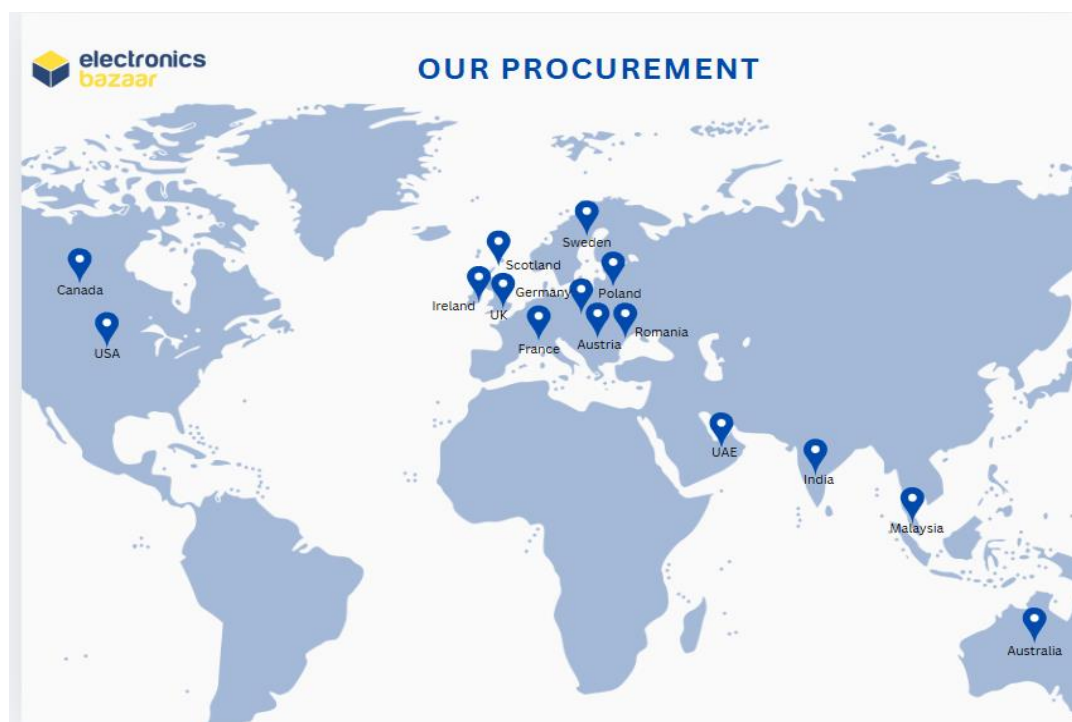 electronics
bazaar
OUR PROCUREMENT
Sweden
Scotland
Canada
Germany
Poland
Ireland
UK
USA
France
Austria
Romania
UAE
India
Malaysia
Australia